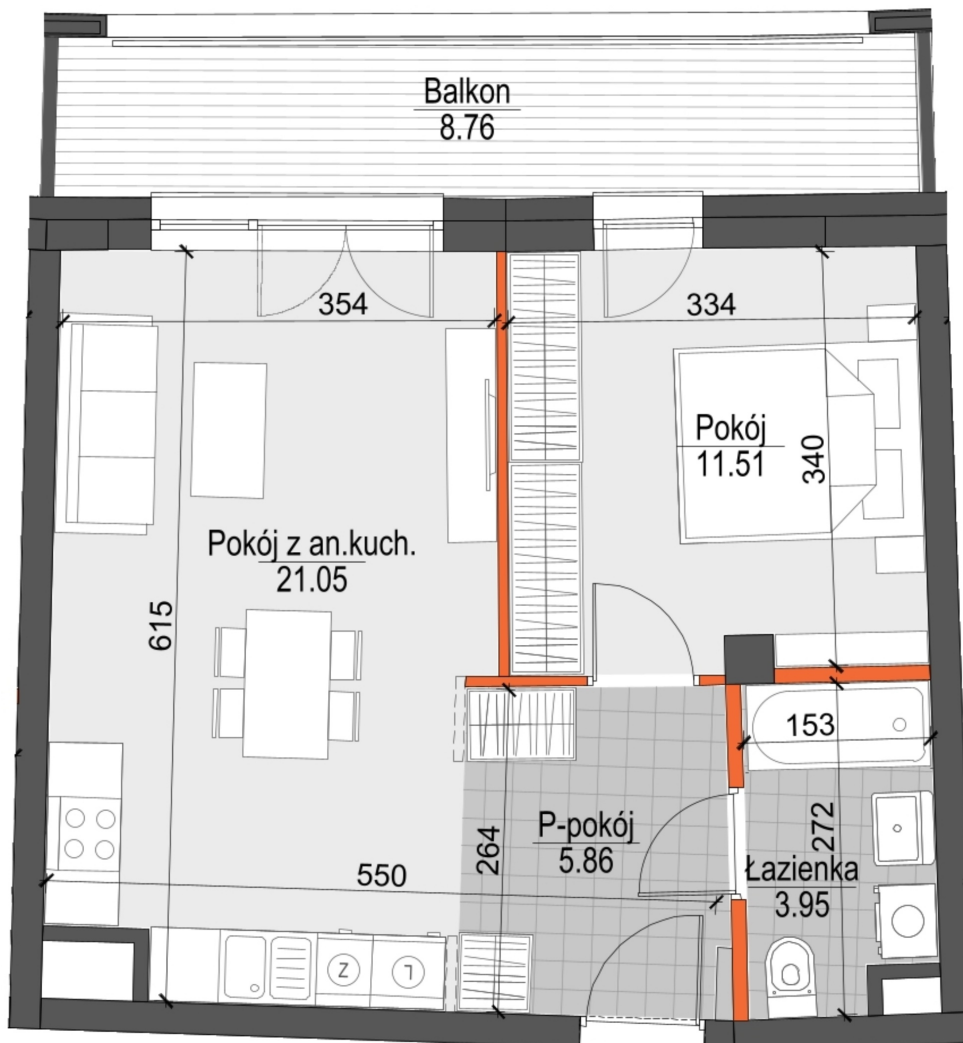 Balkon
8.76
354
334
Pokój
11.51
340
Pokój z an.kuch.
21.05
615
153
P-pokój
5.86
264
272
Łazienka
3.95
550
Z
L